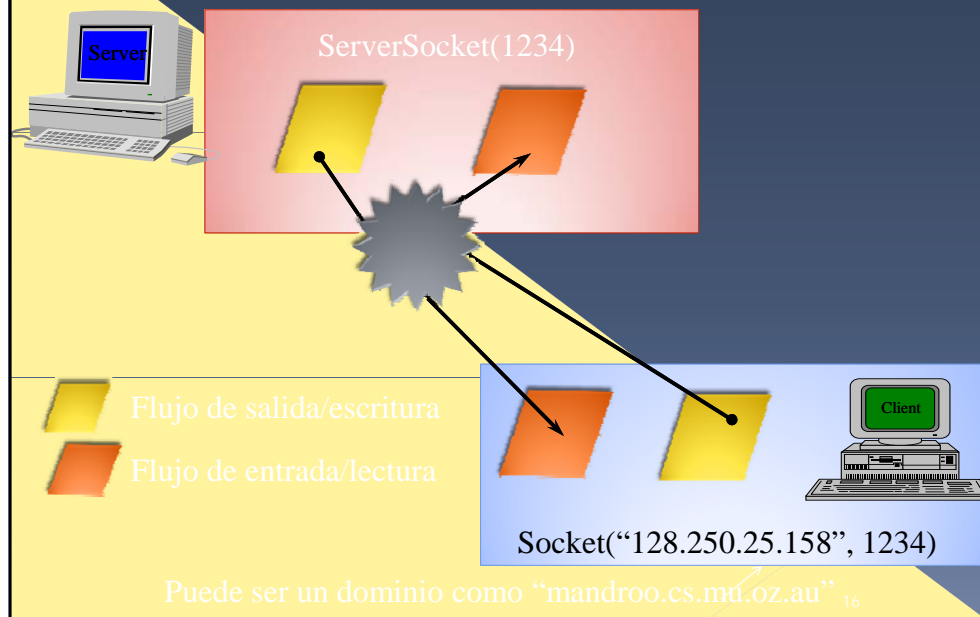 Server
ServerSocket(1234)
Flujo de salida/escritura
Flujo de entrada/lectura
Client
Socket(“128.250.25.158”, 1234)
Puede ser un dominio como “mandroo.cs.mu.oz.au”
16